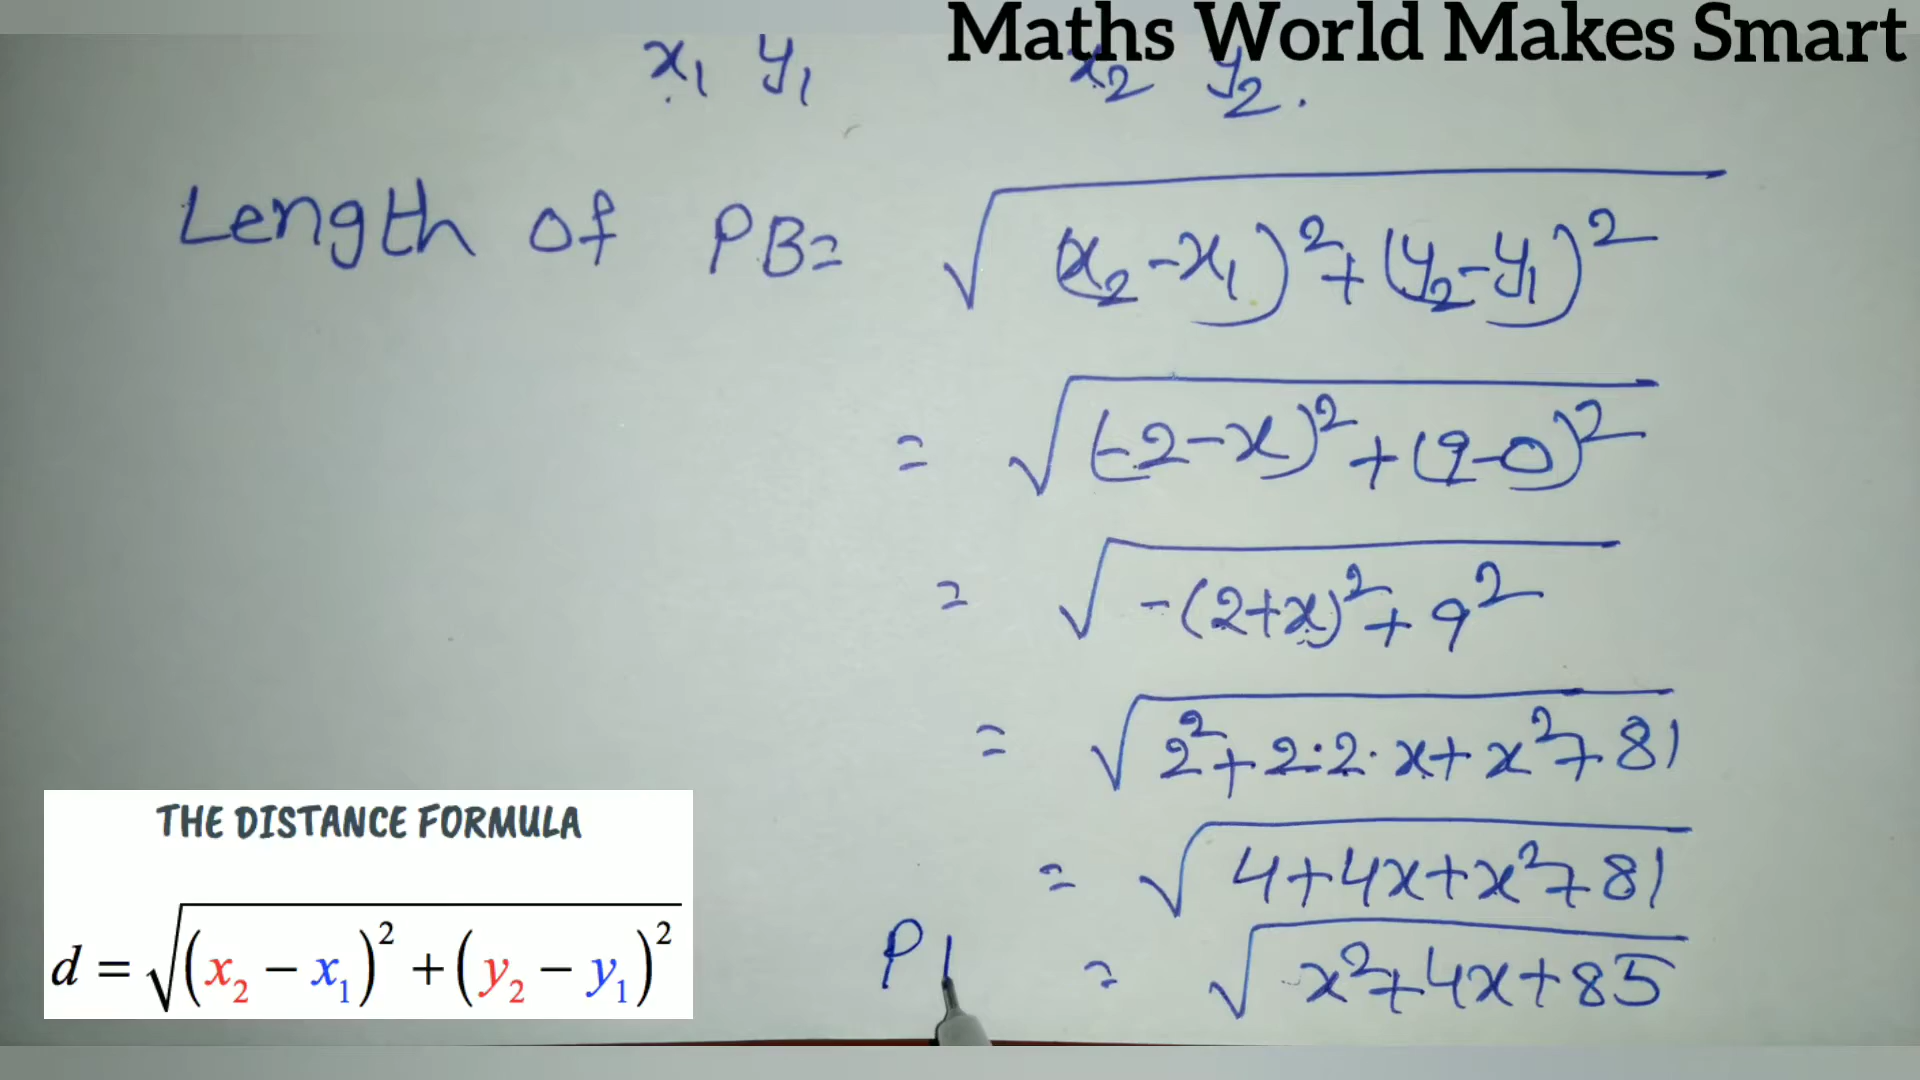 Maths World Makes Smart
x₁ y₁ x₂ y₂.
Length of PB= √(x₂-x₁)²+(y₂-y₁)²
= √(-2-x)²+(9-0)²
= √-(2+x)²+9²
= √2²+2·2·x+x²+81
= √4+4x+x²+81
P = √x²+4x+85
THE DISTANCE FORMULA
d = √(x₂ − x₁)² + (y₂ − y₁)²